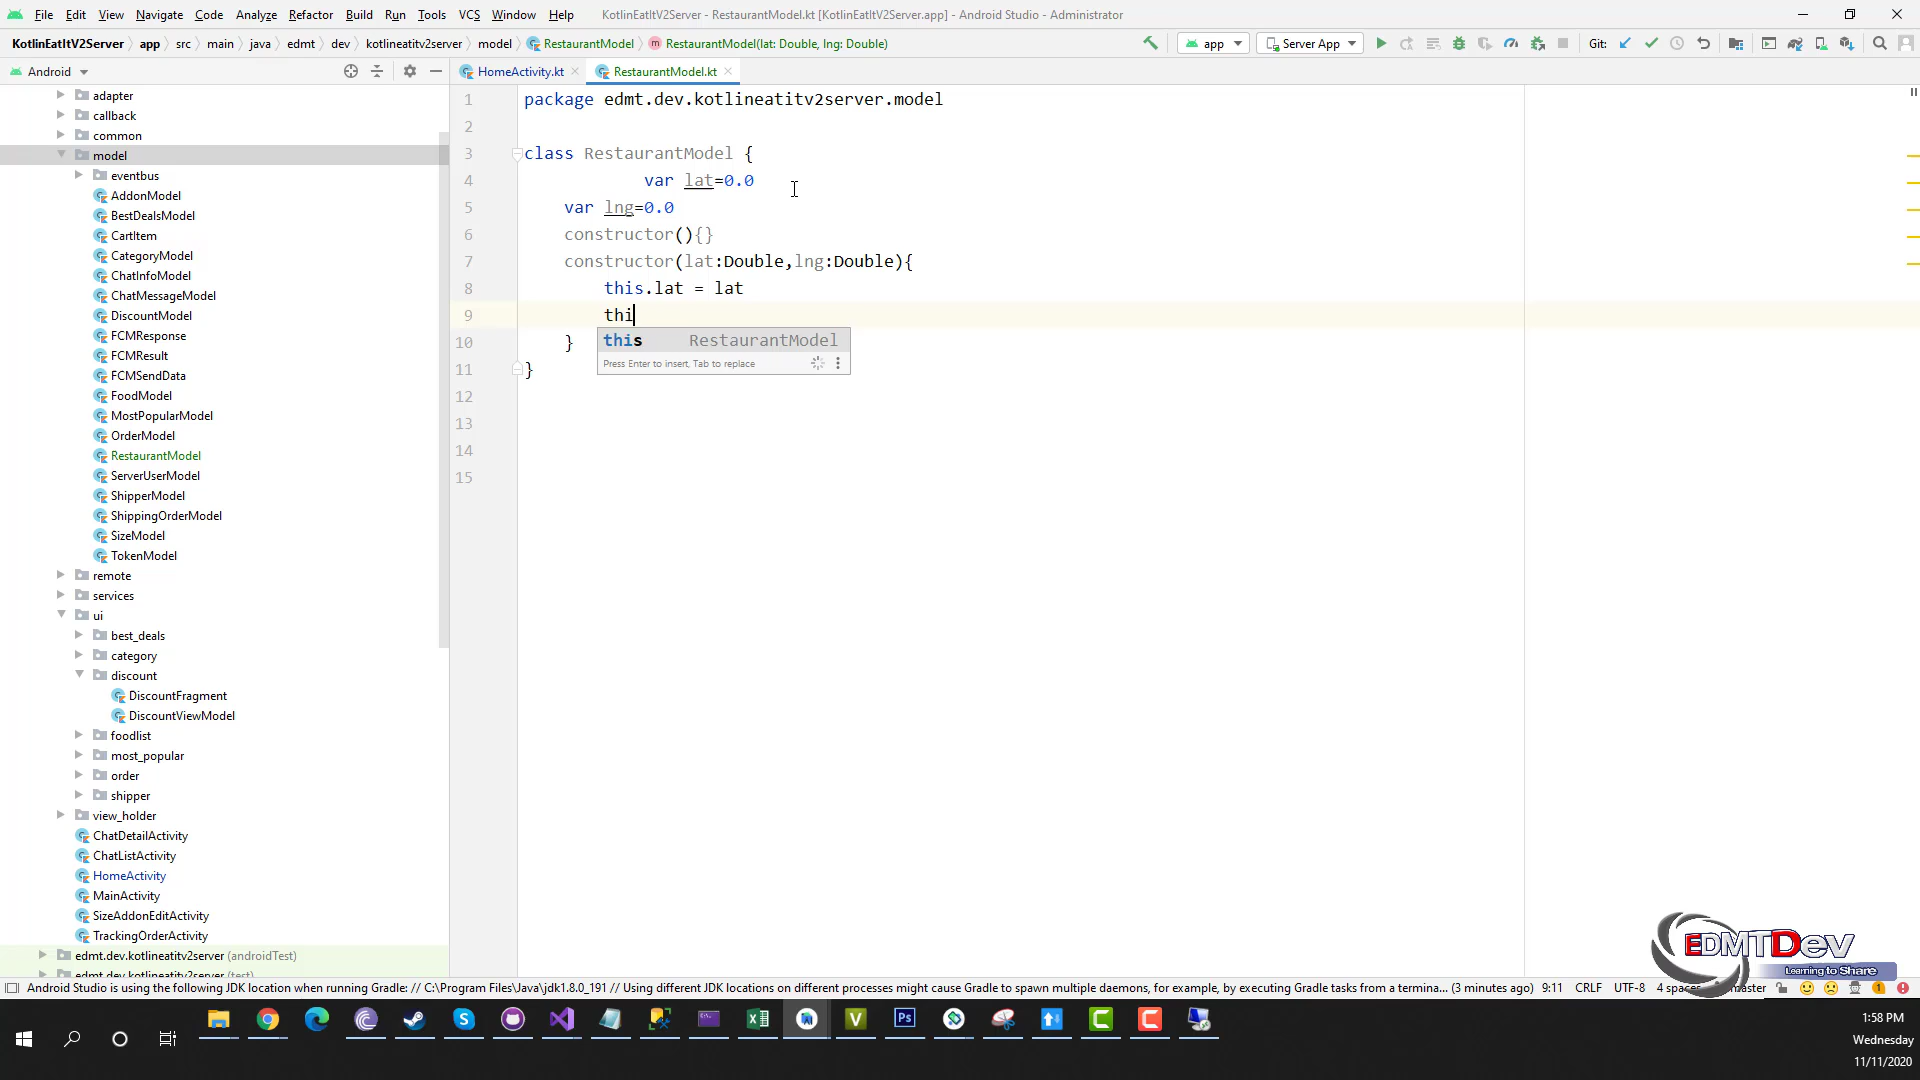 File Edit View Navigate Code Analyze Refactor Build Run Tools VCS Window Help KotlinEatItV2Server - RestaurantModel.kt [KotlinEatItV2Server.app] - Android Studio - Administrator
KotlinEatItV2Server app src main java edmt dev kotlineatitv2server model RestaurantModel RestaurantModel(lat: Double, lng: Double) app Server App Git:
Android
HomeActivity.kt RestaurantModel.kt
adapter
callback
common
model
eventbus
AddonModel
BestDealsModel
CartItem
CategoryModel
ChatInfoModel
ChatMessageModel
DiscountModel
FCMResponse
FCMResult
FCMSendData
FoodModel
MostPopularModel
OrderModel
RestaurantModel
ServerUserModel
ShipperModel
ShippingOrderModel
SizeModel
TokenModel
remote
services
ui
best_deals
category
discount
DiscountFragment
DiscountViewModel
foodlist
most_popular
order
shipper
view_holder
ChatDetailActivity
ChatListActivity
HomeActivity
MainActivity
SizeAddonEditActivity
TrackingOrderActivity
edmt.dev.kotlineatitv2server (androidTest)
edmt.dev.kotlineatitv2server (test)
1 package edmt.dev.kotlineatitv2server.model
2
3 class RestaurantModel {
4 var lat=0.0
5 var lng=0.0
6 constructor(){}
7 constructor(lat:Double,lng:Double){
8 this.lat = lat
9 thi
10 }
11 }
12
13
14
15
this RestaurantModel
Press Enter to insert, Tab to replace
EDMTDev
Learning to Share
Android Studio is using the following JDK location when running Gradle: // C:\Program Files\Java\jdk1.8.0_191 // Using different JDK locations on different processes might cause Gradle to spawn multiple daemons, for example, by executing Gradle tasks from a termina... (3 minutes ago) 9:11 CRLF UTF-8 4 spaces master
1:58 PM
Wednesday
11/11/2020